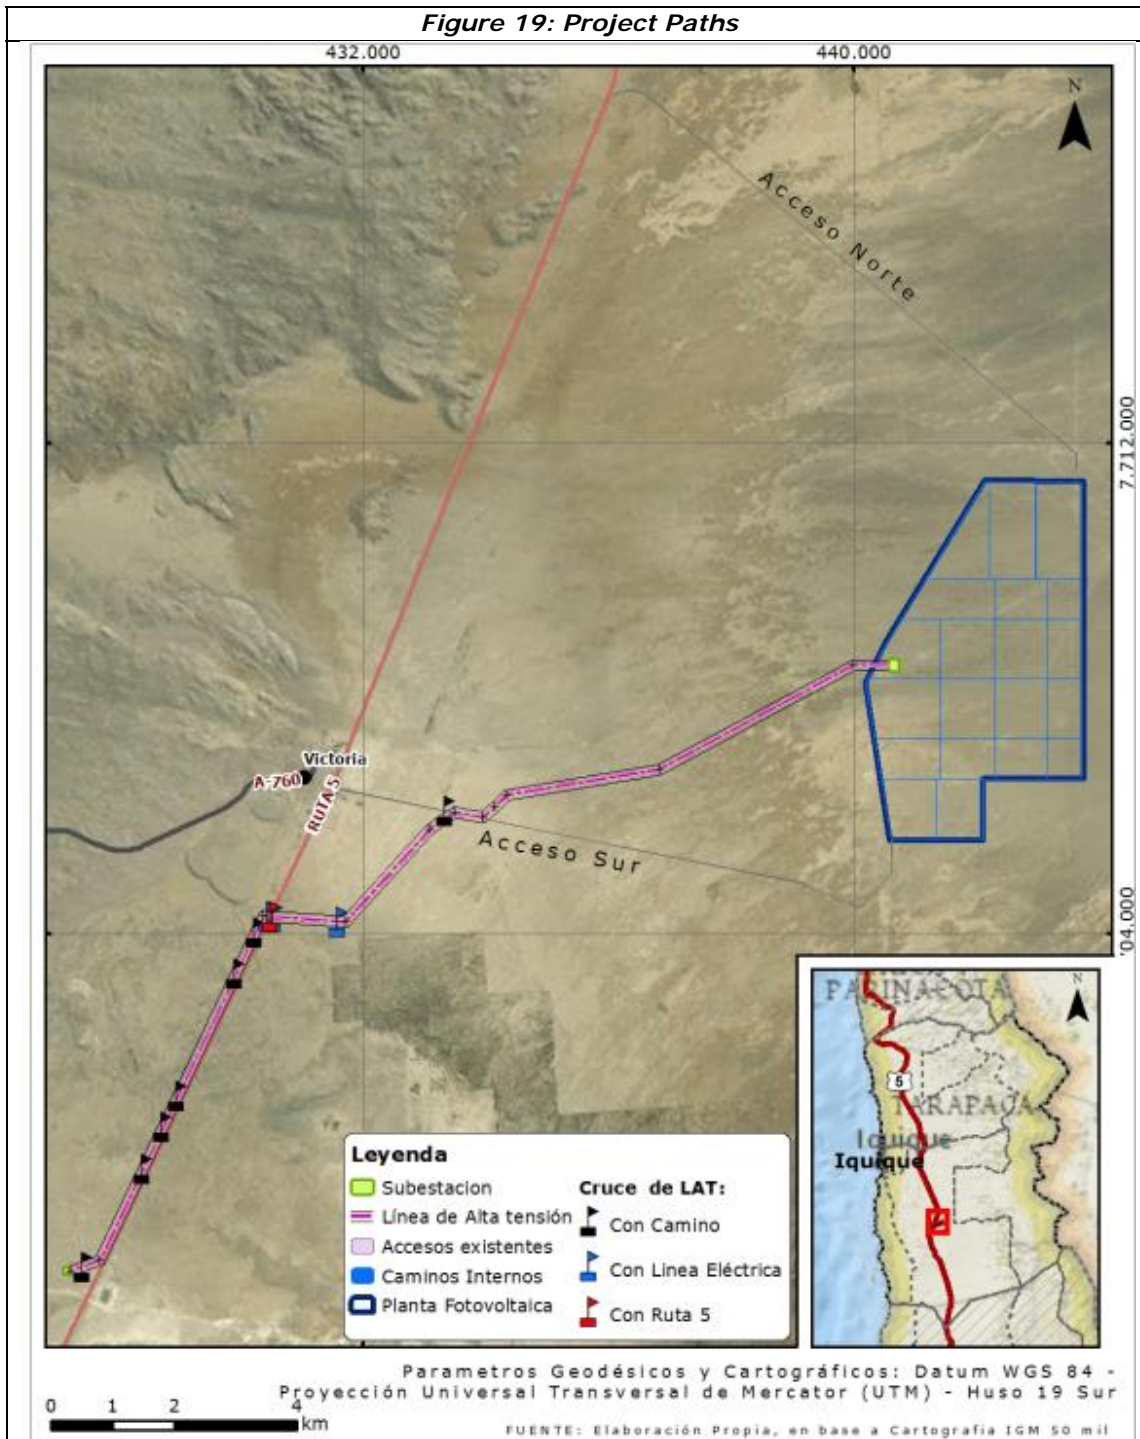 Figure 19: Project Paths
432.000
440.000
N
Acceso Norte
7.712.000
Victoria
A-760
RUTA 5
Acceso Sur
04.000
N
PARINACOTA
5
TARAPACA
Iquique
Iquique
Leyenda
Subestacion
Línea de Alta tensión
Accesos existentes
Caminos Internos
Planta Fotovoltaica
Cruce de LAT:
Con Camino
Con Linea Eléctrica
Con Ruta 5
Parametros Geodésicos y Cartográficos: Datum WGS 84 -
Proyección Universal Transversal de Mercator (UTM) - Huso 19 Sur
0 1 2 4
km
FUENTE: Elaboración Propia, en base a Cartografia IGM 50 mil